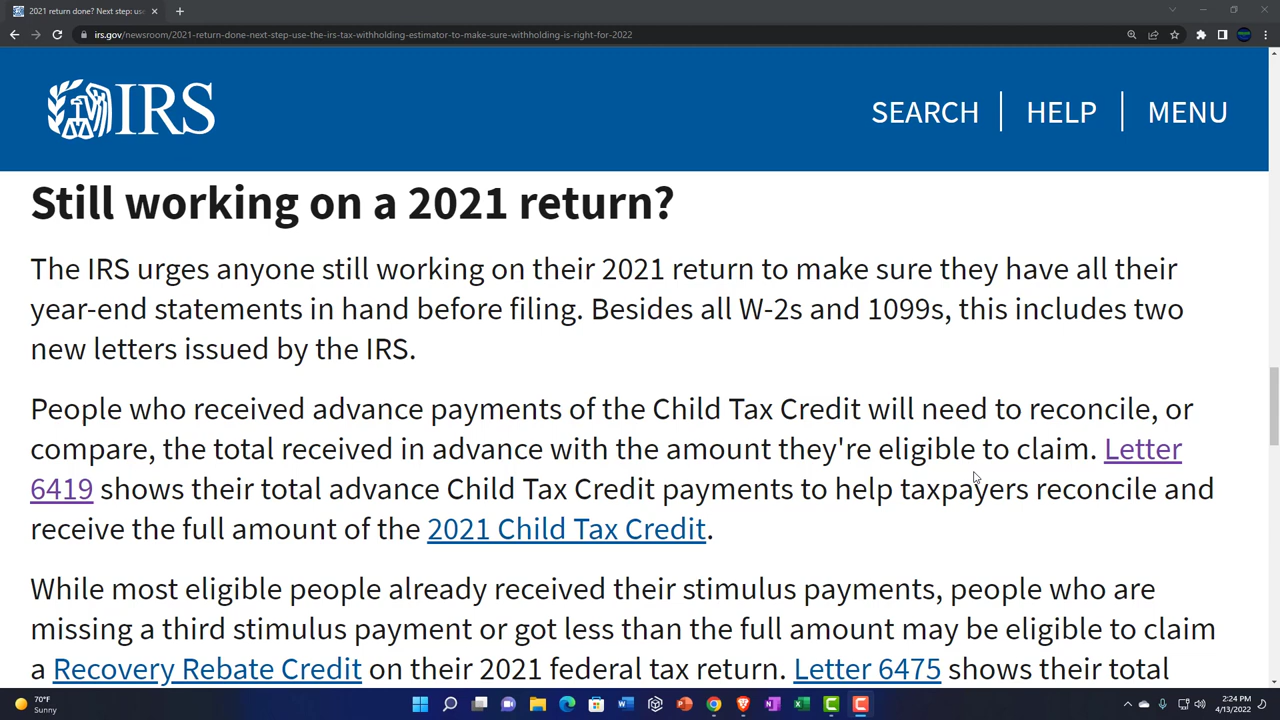 2021 return done? Next step: use
irs.gov/newsroom/2021-return-done-next-step-use-the-irs-tax-withholding-estimator-to-make-sure-withholding-is-right-for-2022
IRS
SEARCH
HELP
MENU
Still working on a 2021 return?
The IRS urges anyone still working on their 2021 return to make sure they have all their
year-end statements in hand before filing. Besides all W-2s and 1099s, this includes two
new letters issued by the IRS.
People who received advance payments of the Child Tax Credit will need to reconcile, or
compare, the total received in advance with the amount they're eligible to claim. Letter
6419 shows their total advance Child Tax Credit payments to help taxpayers reconcile and
receive the full amount of the 2021 Child Tax Credit.
While most eligible people already received their stimulus payments, people who are
missing a third stimulus payment or got less than the full amount may be eligible to claim
a Recovery Rebate Credit on their 2021 federal tax return. Letter 6475 shows their total
70°F
Sunny
2:24 PM
4/13/2022